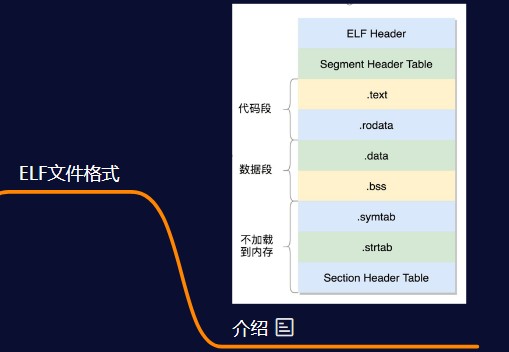 ELF Header
Segment Header Table
代码段
.text
.rodata
数据段
.data
.bss
不加载
到内存
.symtab
.strtab
Section Header Table
ELF文件格式
介绍